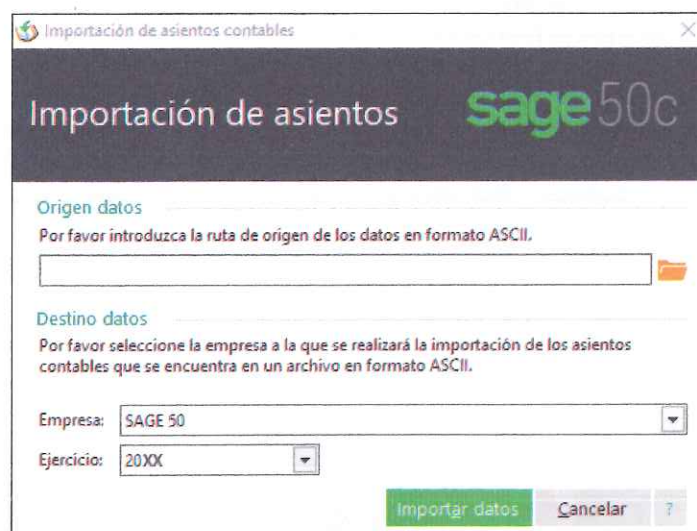 Importación de asientos contables
Importación de asientos
sage 50c
Origen datos
Por favor introduzca la ruta de origen de los datos en formato ASCII.
Destino datos
Por favor seleccione la empresa a la que se realizará la importación de los asientos
contables que se encuentra en un archivo en formato ASCII.
Empresa: SAGE 50
Ejercicio: 20XX
Importar datos Cancelar ?